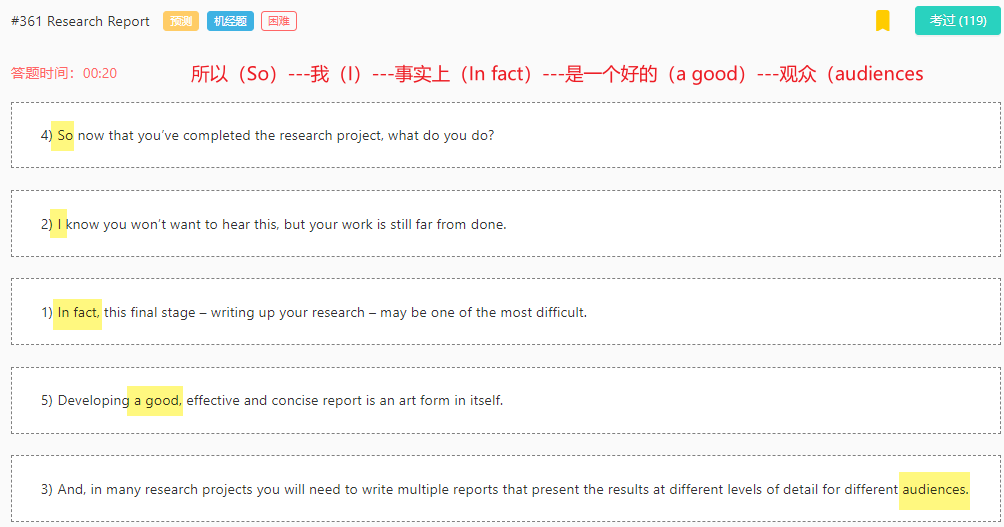 #361 Research Report 预测 机经题 困难 考过 (119)
答题时间：00:20 所以（So）---我（I）---事实上（In fact）---是一个好的（a good）---观众（audiences
4) So now that you've completed the research project, what do you do?
2) I know you won't want to hear this, but your work is still far from done.
1) In fact, this final stage – writing up your research – may be one of the most difficult.
5) Developing a good, effective and concise report is an art form in itself.
3) And, in many research projects you will need to write multiple reports that present the results at different levels of detail for different audiences.